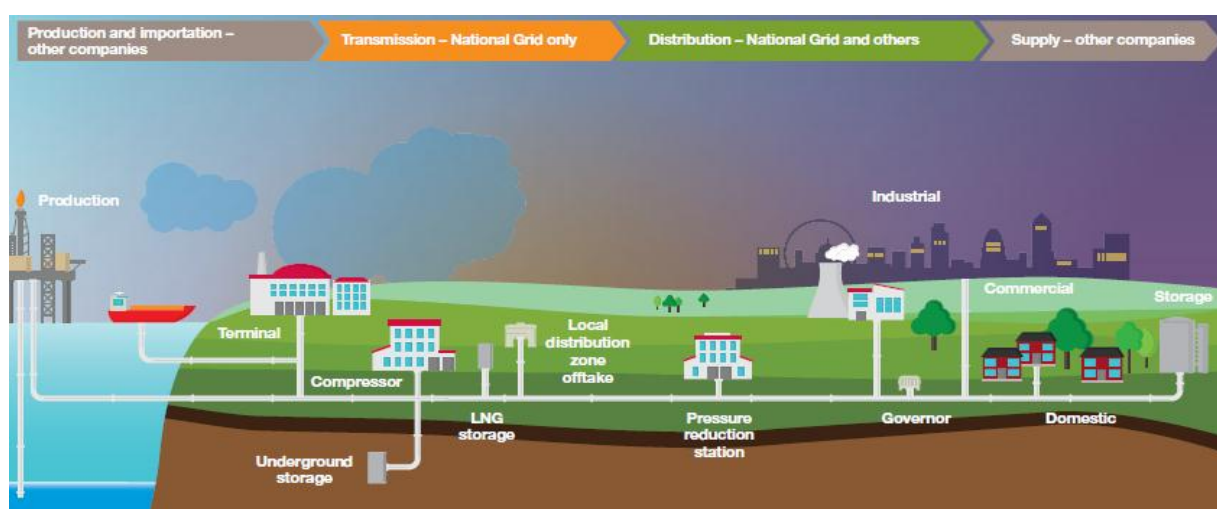 Production and importation –
other companies
Transmission – National Grid only
Distribution – National Grid and others
Supply – other companies
Production
Industrial
Commercial
Storage
Terminal
Local
distribution
zone
offtake
Compressor
LNG
storage
Pressure
reduction
station
Governor
Domestic
Underground
storage